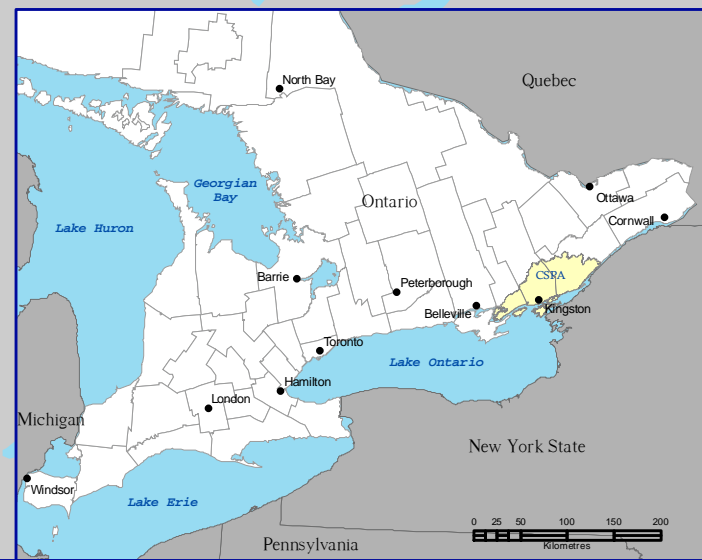 North Bay
Quebec
Georgian
Bay
Ontario
Ottawa
Cornwall
Lake Huron
CSPA
Barrie
Peterborough
Belleville
Kingston
Toronto
Lake Ontario
Hamilton
London
Michigan
New York State
Windsor
Lake Erie
0 25 50 100 150 200
Kilometres
Pennsylvania